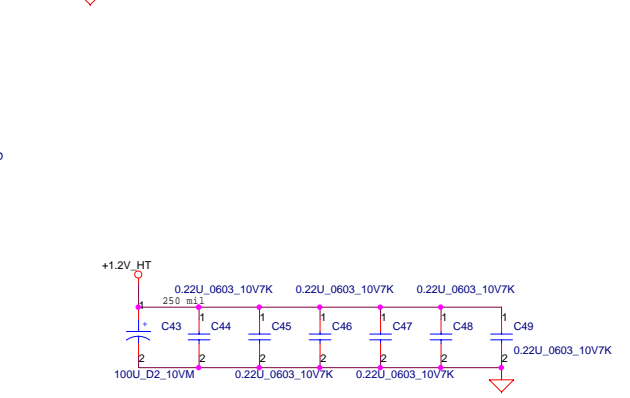 +1.2V_HT
0.22U_0603_10V7K 0.22U_0603_10V7K 0.22U_0603_10V7K
1 250 mil
1 1 1 1 1 1
+ C43 C44 C45 C46 C47 C48 C49
0.22U_0603_10V7K
2 2 2 2 2 2 2
100U_D2_10VM 0.22U_0603_10V7K 0.22U_0603_10V7K